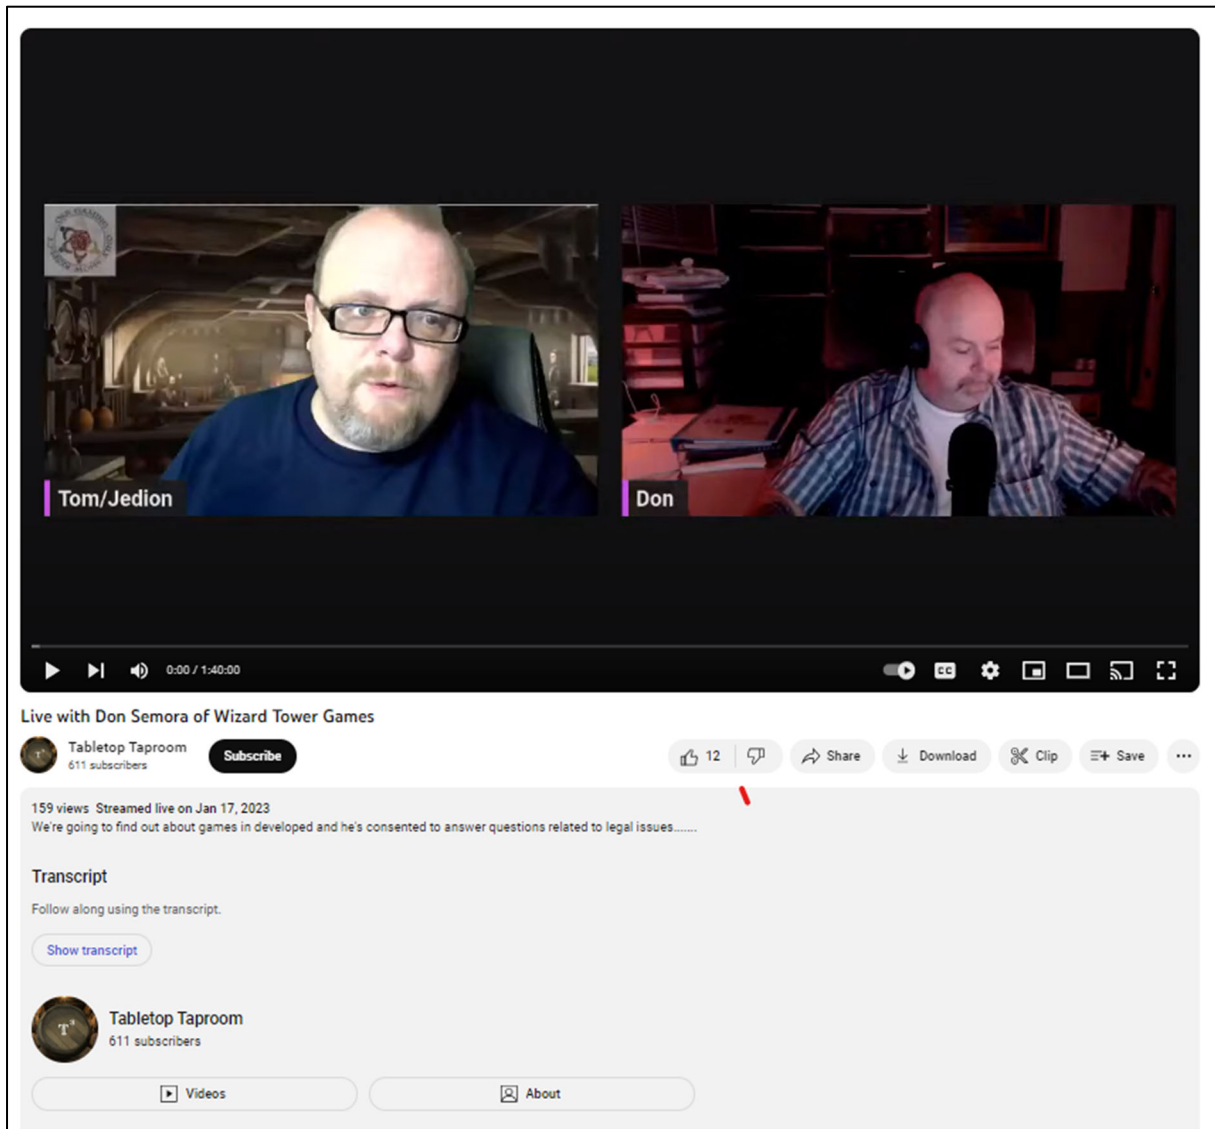 Tom/Jedion
Don
0:00 / 1:40:00
CC
Live with Don Semora of Wizard Tower Games
Tabletop Taproom
611 subscribers
Subscribe
12
Share
Download
Clip
Save
159 views Streamed live on Jan 17, 2023
We're going to find out about games in developed and he's consented to answer questions related to legal issues.......
Transcript
Follow along using the transcript.
Show transcript
T³
Tabletop Taproom
611 subscribers
Videos
About